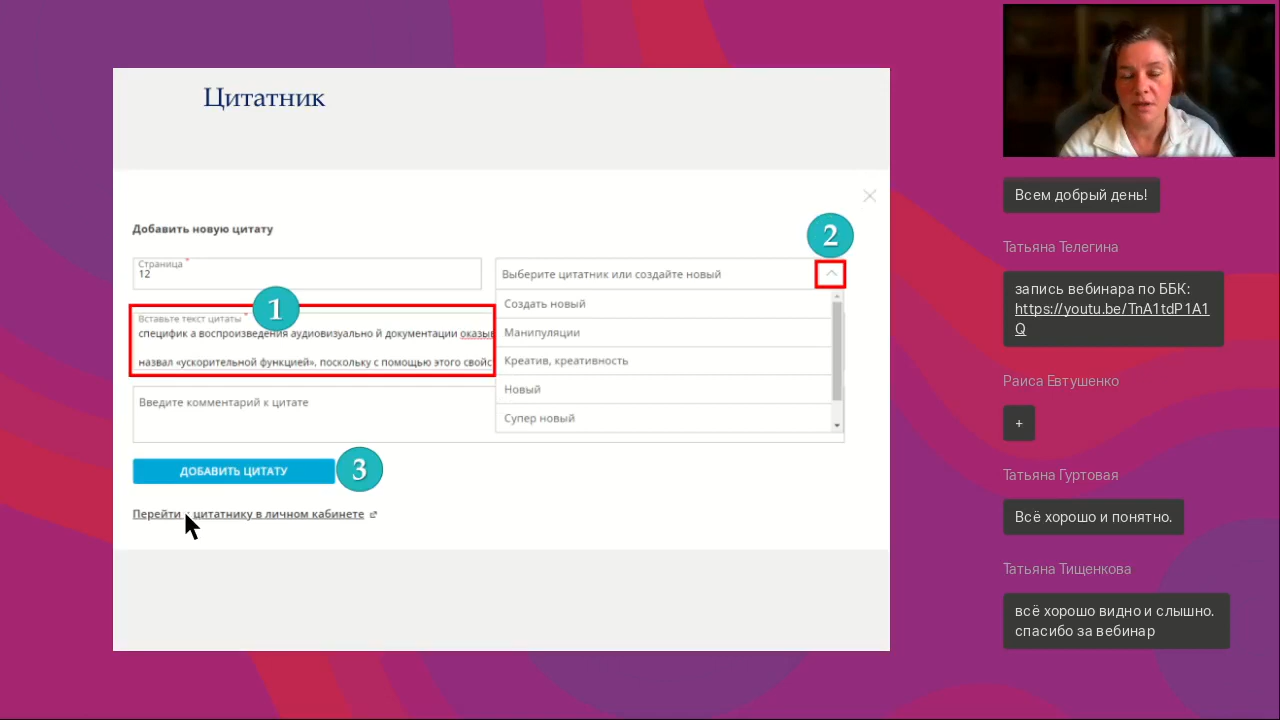 Цитатник
Добавить новую цитату
2
Страница *
12
Выберите цитатник или создайте новый
1
Вставьте текст цитаты *
специфик а воспроизведения аудиовизуально й документации оказыв
назвал «ускорительной функцией», поскольку с помощью этого свойс
Создать новый
Манипуляции
Креатив, креативность
Новый
Супер новый
Введите комментарий к цитате
ДОБАВИТЬ ЦИТАТУ
3
Перейти цитатнику в личном кабинете
Всем добрый день!
Татьяна Телегина
запись вебинара по ББК:
https://youtu.be/TnA1tdP1A1
Q
Раиса Евтушенко
+
Татьяна Гуртовая
Всё хорошо и понятно.
Татьяна Тищенкова
всё хорошо видно и слышно.
спасибо за вебинар